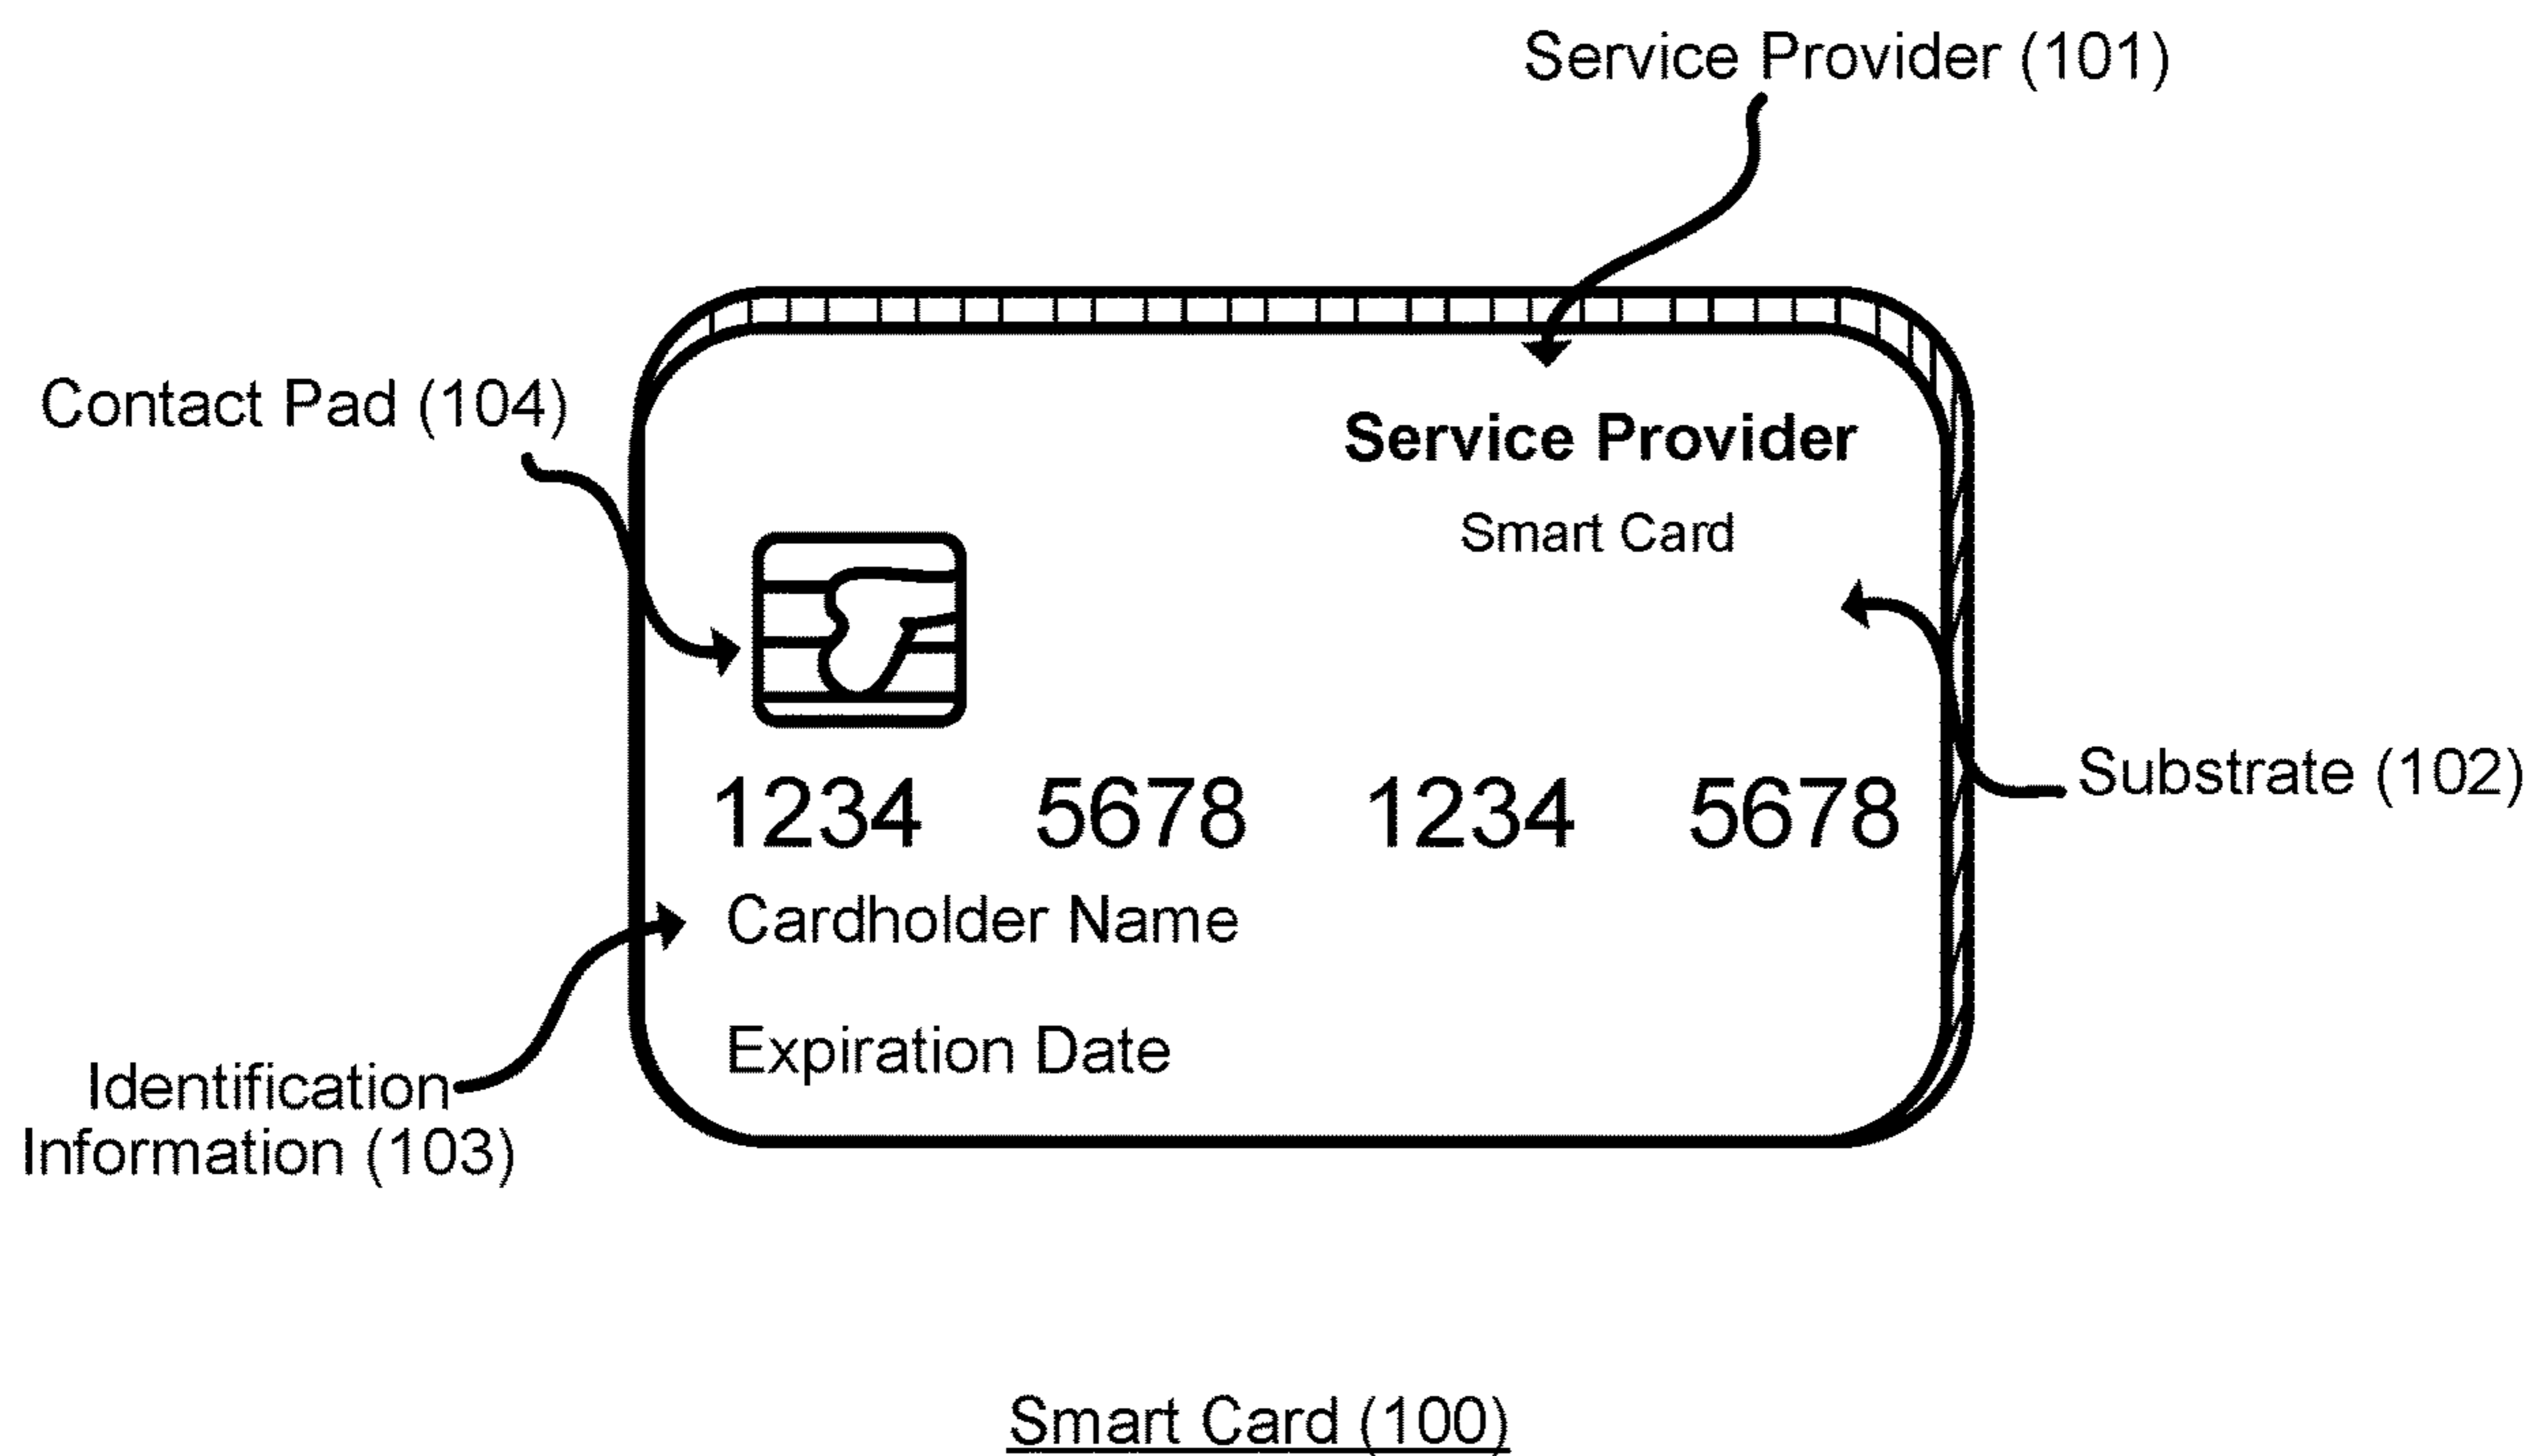 Service Provider (101)
Contact Pad (104)
Service Provider
Smart Card
Substrate (102)
1234 5678 1234 5678
Cardholder Name
Expiration Date
Identification
Information (103)
Smart Card (100)